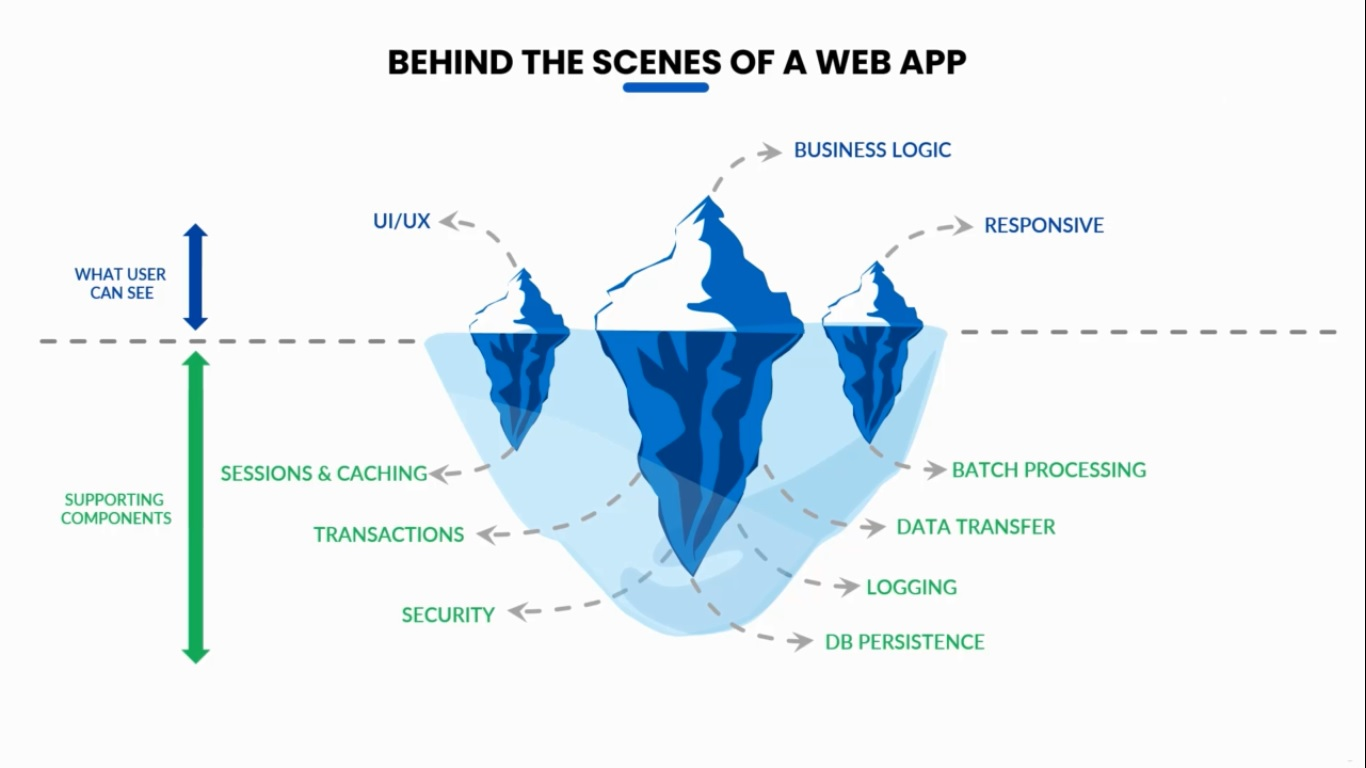 BEHIND THE SCENES OF A WEB APP
BUSINESS LOGIC
UI/UX
RESPONSIVE
WHAT USER
CAN SEE
SESSIONS & CACHING
BATCH PROCESSING
SUPPORTING
COMPONENTS
TRANSACTIONS
DATA TRANSFER
LOGGING
SECURITY
DB PERSISTENCE